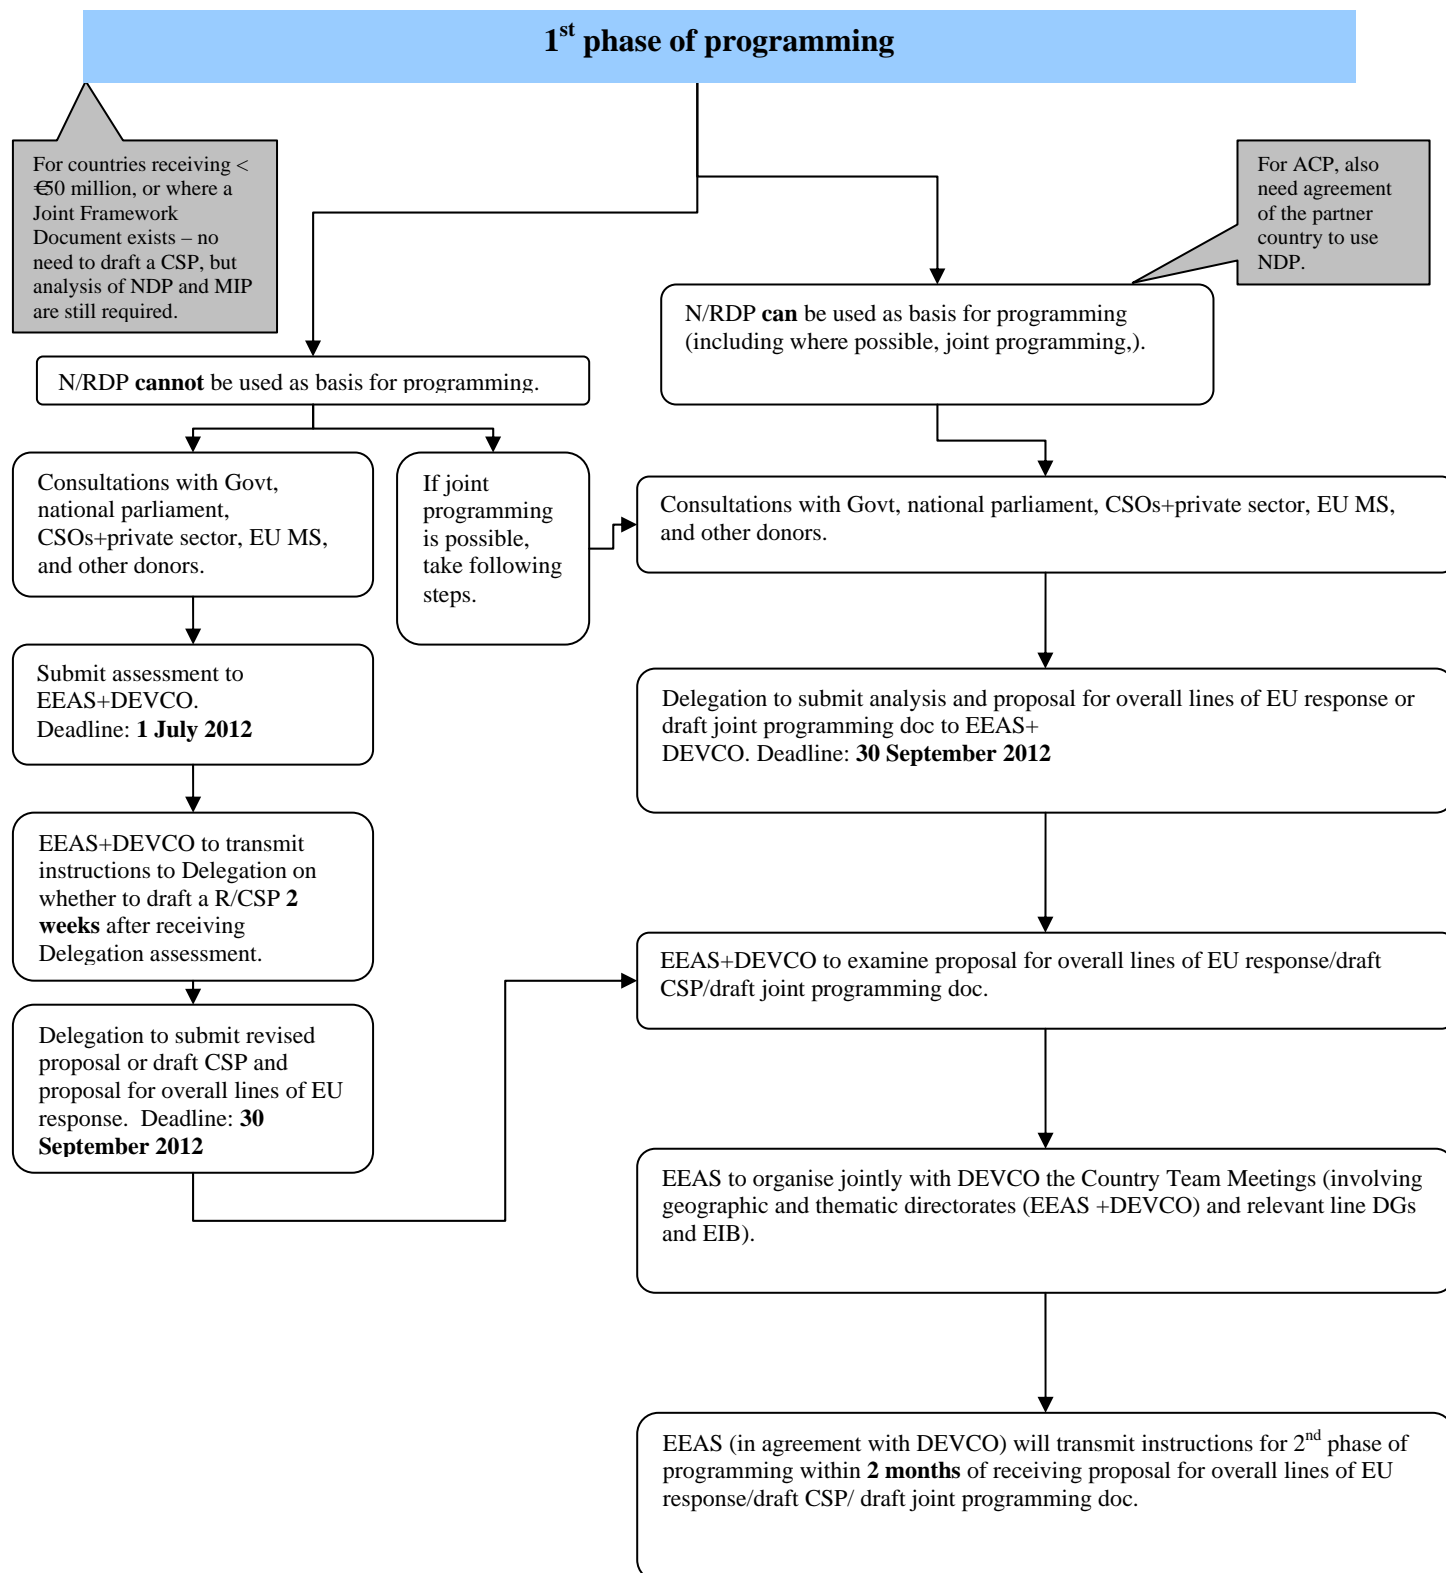 1st phase of programming
For countries receiving <
€50 million, or where a
Joint Framework
Document exists – no
need to draft a CSP, but
analysis of NDP and MIP
are still required.
For ACP, also
need agreement
of the partner
country to use
NDP.
N/RDP can be used as basis for programming
(including where possible, joint programming,).
N/RDP cannot be used as basis for programming.
Consultations with Govt,
national parliament,
CSOs+private sector, EU MS,
and other donors.
If joint
programming
is possible,
take following
steps.
Consultations with Govt, national parliament, CSOs+private sector, EU MS,
and other donors.
Submit assessment to
EEAS+DEVCO.
Deadline: 1 July 2012
Delegation to submit analysis and proposal for overall lines of EU response or
draft joint programming doc to EEAS+
DEVCO. Deadline: 30 September 2012
EEAS+DEVCO to transmit
instructions to Delegation on
whether to draft a R/CSP 2
weeks after receiving
Delegation assessment.
EEAS+DEVCO to examine proposal for overall lines of EU response/draft
CSP/draft joint programming doc.
Delegation to submit revised
proposal or draft CSP and
proposal for overall lines of EU
response.  Deadline: 30
September 2012
EEAS to organise jointly with DEVCO the Country Team Meetings (involving
geographic and thematic directorates (EEAS +DEVCO) and relevant line DGs
and EIB).
EEAS (in agreement with DEVCO) will transmit instructions for 2nd phase of
programming within 2 months of receiving proposal for overall lines of EU
response/draft CSP/ draft joint programming doc.